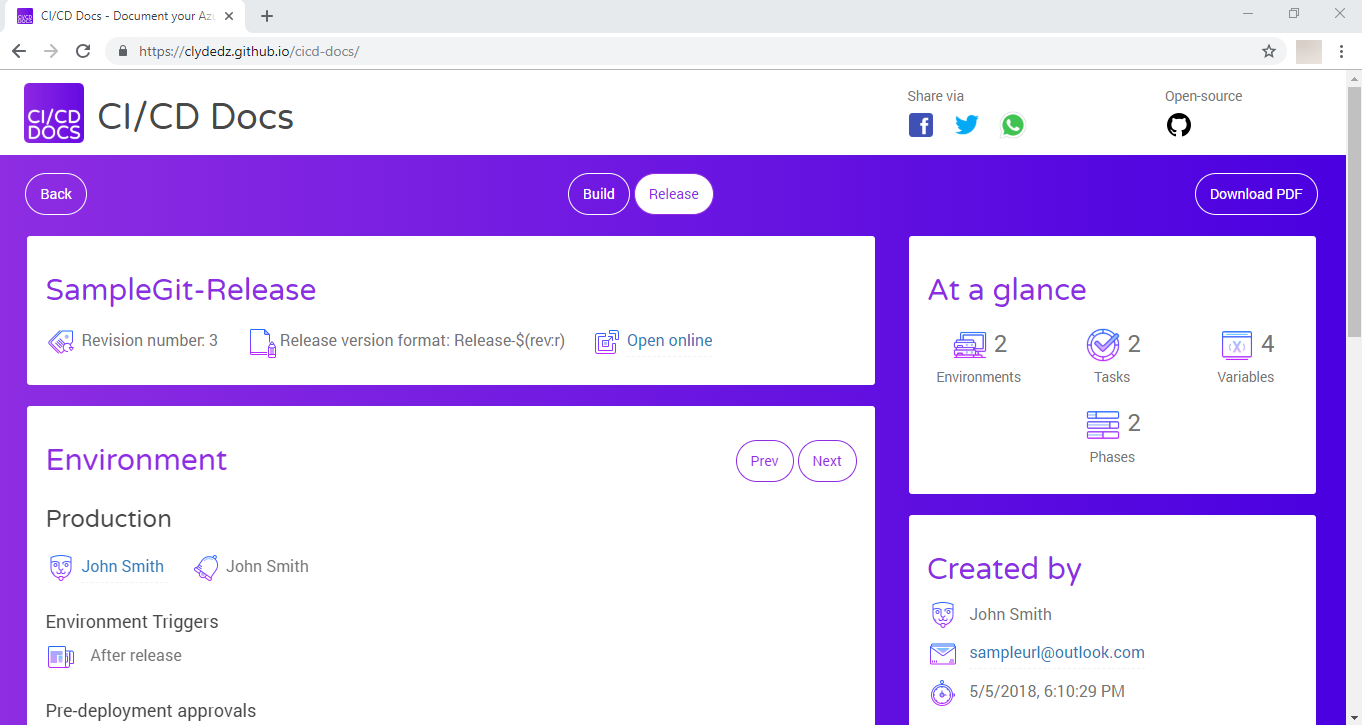 CI/CD Docs - Document your Azu
https://clydedz.github.io/cicd-docs/
CI/CD
DOCS
CI/CD Docs
Share via
Open-source
Back
Build
Release
Download PDF
SampleGit-Release
Revision number: 3
Release version format: Release-$(rev:r)
Open online
At a glance
2
Environments
2
Tasks
4
Variables
2
Phases
Environment
Prev
Next
Production
John Smith
John Smith
Environment Triggers
After release
Pre-deployment approvals
Created by
John Smith
sampleurl@outlook.com
5/5/2018, 6:10:29 PM